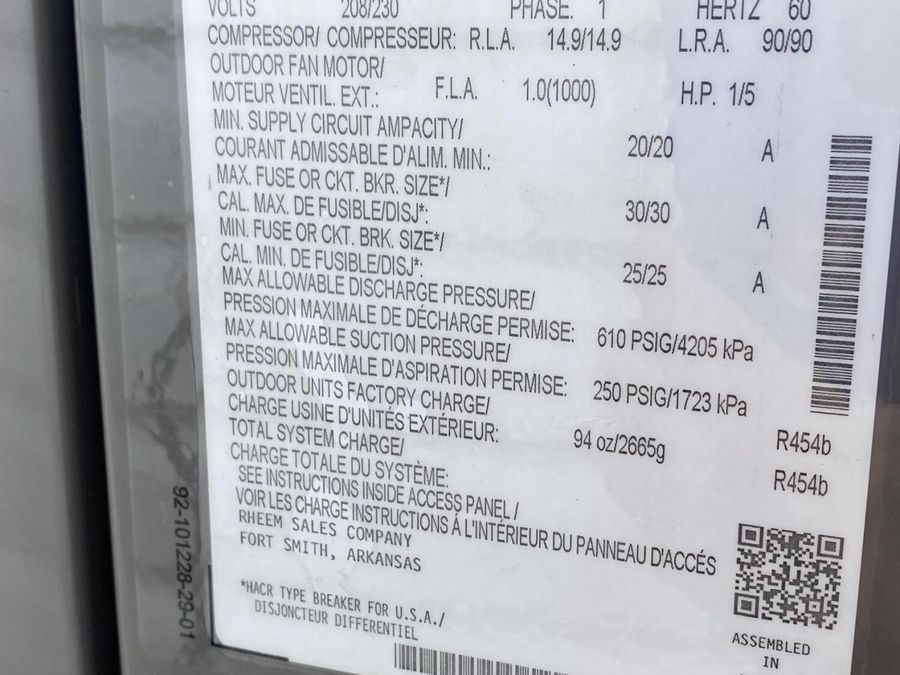 VOLTS 208/230 PHASE. 1 HERTZ 60
COMPRESSOR/ COMPRESSEUR: R.L.A. 14.9/14.9 L.R.A. 90/90
OUTDOOR FAN MOTOR/
MOTEUR VENTIL. EXT.: F.L.A. 1.0(1000) H.P. 1/5
MIN. SUPPLY CIRCUIT AMPACITY/
COURANT ADMISSABLE D'ALIM. MIN.: 20/20 A
MAX. FUSE OR CKT. BKR. SIZE*/
CAL. MAX. DE FUSIBLE/DISJ*: 30/30 A
MIN. FUSE OR CKT. BRK. SIZE*/
CAL. MIN. DE FUSIBLE/DISJ*: 25/25 A
MAX ALLOWABLE DISCHARGE PRESSURE/
PRESSION MAXIMALE DE DÉCHARGE PERMISE: 610 PSIG/4205 kPa
MAX ALLOWABLE SUCTION PRESSURE/
PRESSION MAXIMALE D'ASPIRATION PERMISE: 250 PSIG/1723 kPa
OUTDOOR UNITS FACTORY CHARGE/
CHARGE USINE D'UNITÉS EXTÉRIEUR: 94 oz/2665g R454b
TOTAL SYSTEM CHARGE/
CHARGE TOTALE DU SYSTÈME: R454b
SEE INSTRUCTIONS INSIDE ACCESS PANEL /
VOIR LES CHARGE INSTRUCTIONS À L'INTÉRIEUR DU PANNEAU D'ACCÉS
RHEEM SALES COMPANY
FORT SMITH, ARKANSAS
*HACR TYPE BREAKER FOR U.S.A./
DISJONCTEUR DIFFERENTIEL
ASSEMBLED
IN
92-101228-29-01